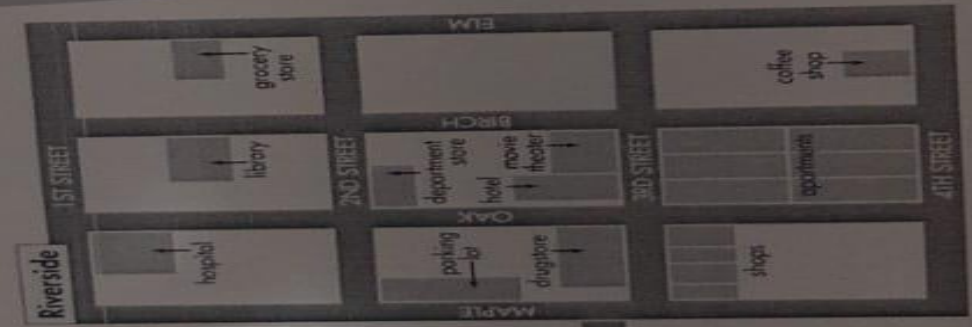 Riverside
1ST STREET
hospital
library
grocery
store
2ND STREET
parking
lot
drugstore
department
store
hotel
movie
theater
3RD STREET
shops
apartments
coffee
shop
4TH STREET
MAPLE
OAK
BIRCH
ELM